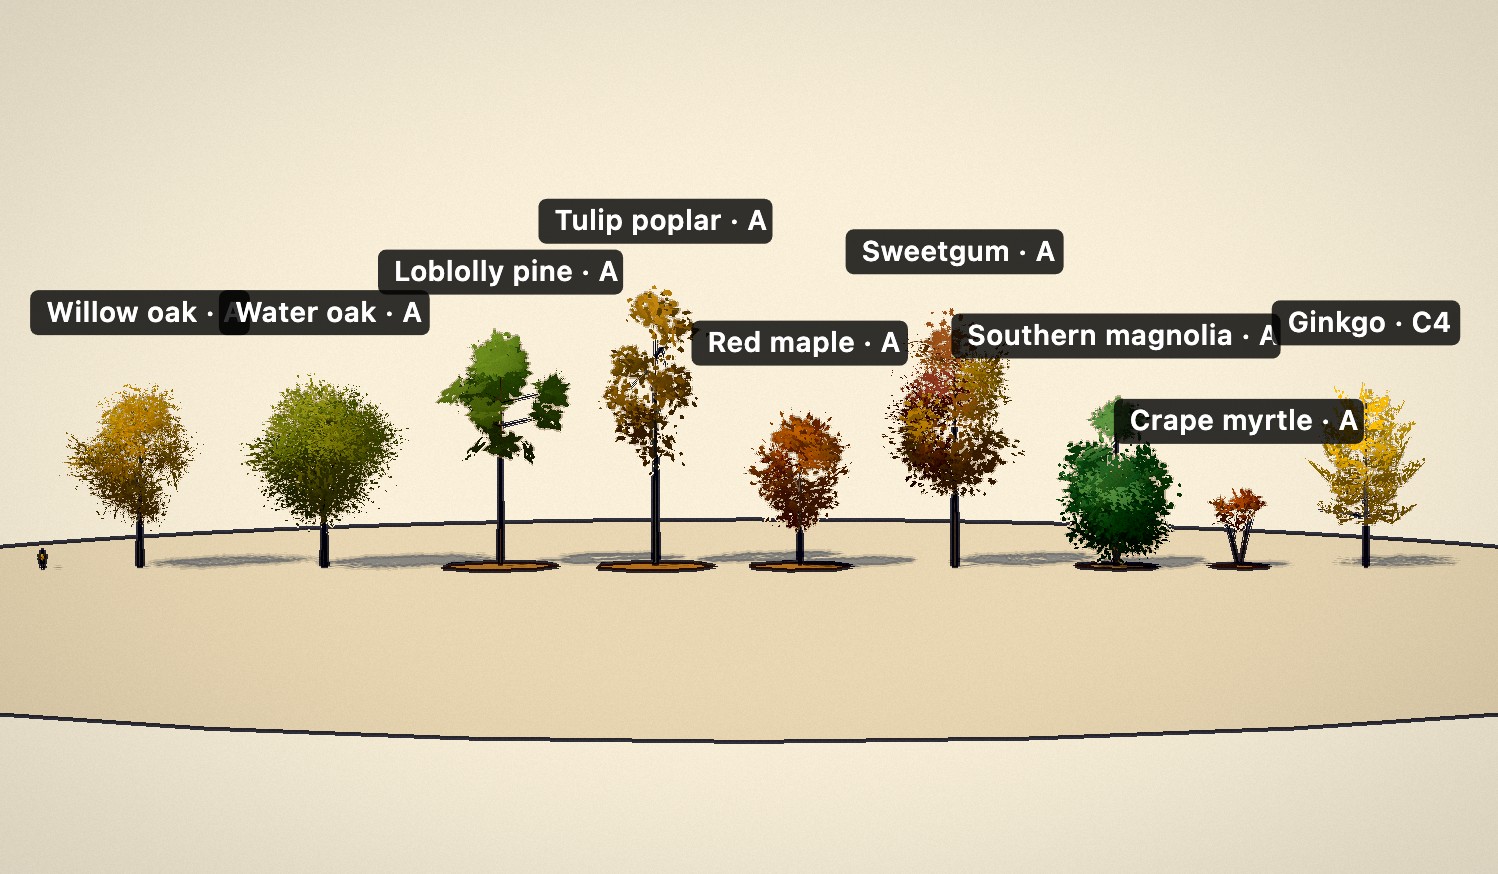 Tulip poplar · A
Sweetgum · A
Loblolly pine · A
Willow oak · A
Water oak · A
Ginkgo · C4
Southern magnolia · A
Red maple · A
Crape myrtle · A